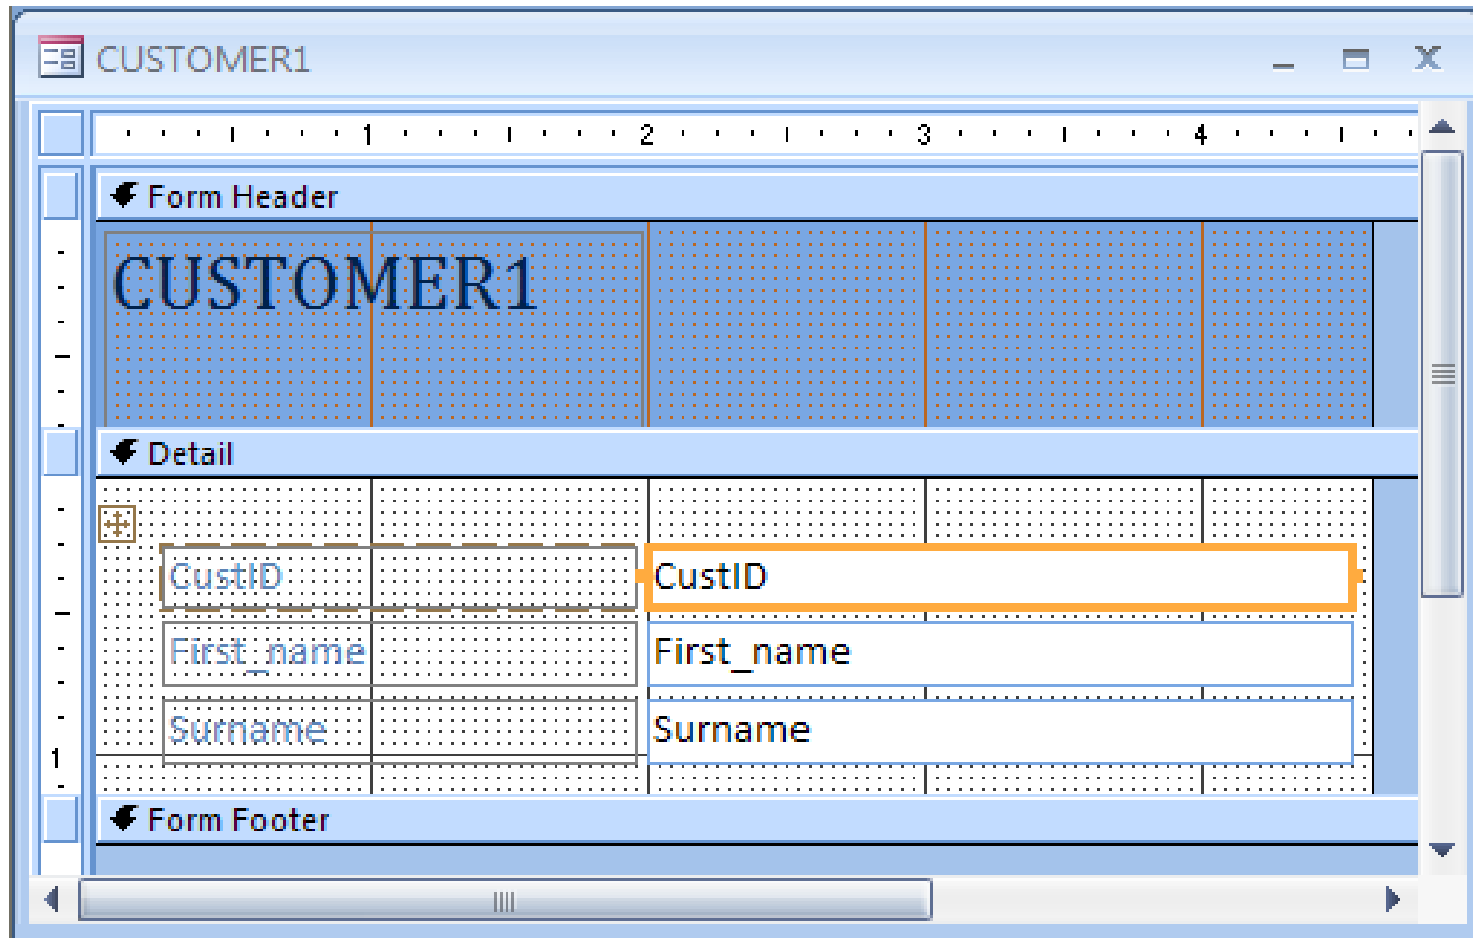 CUSTOMER1
1 2 3 4
Form Header
CUSTOMER1
Detail
CustID CustID
First_name First_name
Surname Surname
1
Form Footer